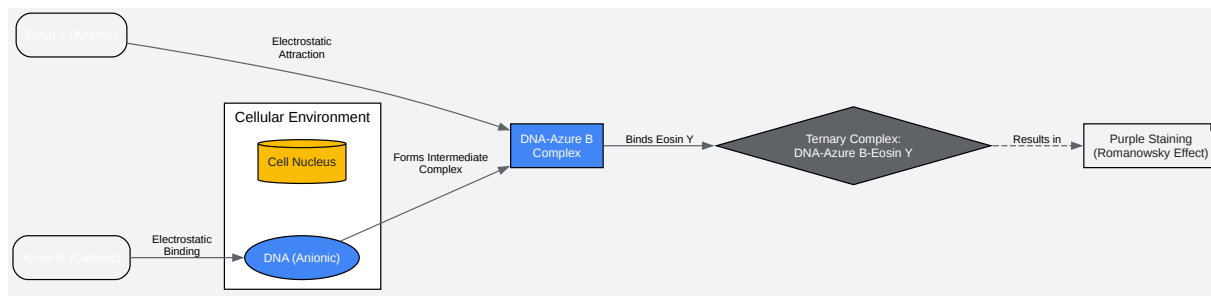 Eosin Y (Anionic)
Electrostatic
Attraction
Cellular Environment
Cell Nucleus
DNA-Azure B
Complex
Binds Eosin Y
Ternary Complex:
DNA-Azure B-Eosin Y
Results in
Purple Staining
(Romanowsky Effect)
Forms Intermediate
Complex
Azure B (Cationic)
Electrostatic
Binding
DNA (Anionic)